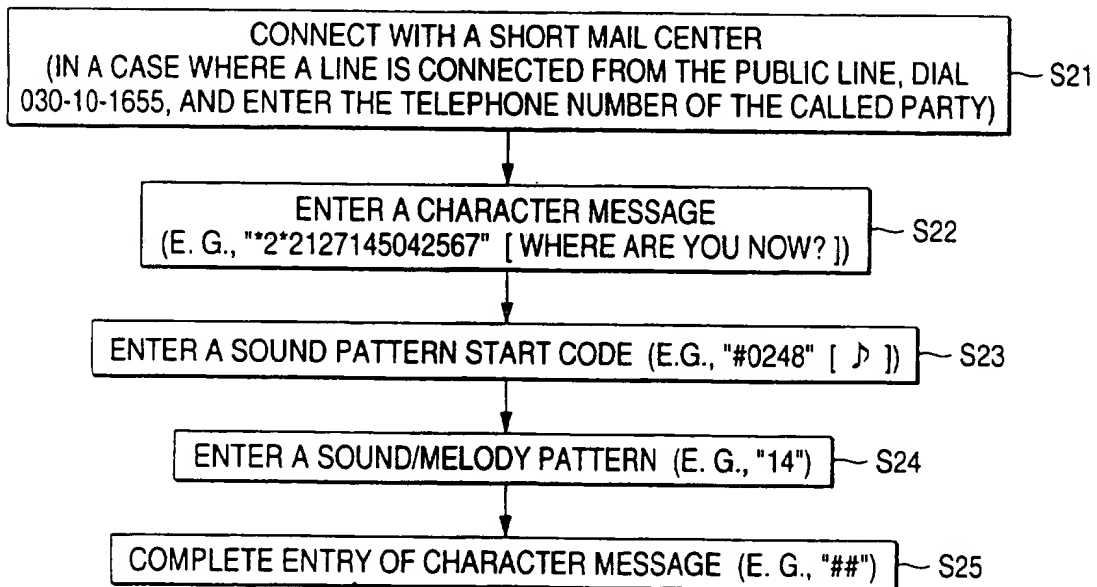 CONNECT WITH A SHORT MAIL CENTER
(IN A CASE WHERE A LINE IS CONNECTED FROM THE PUBLIC LINE, DIAL
030-10-1655, AND ENTER THE TELEPHONE NUMBER OF THE CALLED PARTY)
S21
ENTER A CHARACTER MESSAGE
(E. G., "*2*2127145042567" [ WHERE ARE YOU NOW? ])
S22
ENTER A SOUND PATTERN START CODE (E.G., "#0248" [ ♪ ])
S23
ENTER A SOUND/MELODY PATTERN (E. G., "14")
S24
COMPLETE ENTRY OF CHARACTER MESSAGE (E. G., "##")
S25